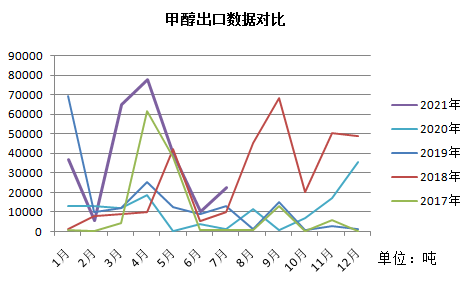 甲醇出口数据对比
90000
80000
70000
60000
50000
40000
30000
20000
10000
0
1月 2月 3月 4月 5月 6月 7月 8月 9月 10月 11月 12月
2021年
2020年
2019年
2018年
2017年
单位：吨